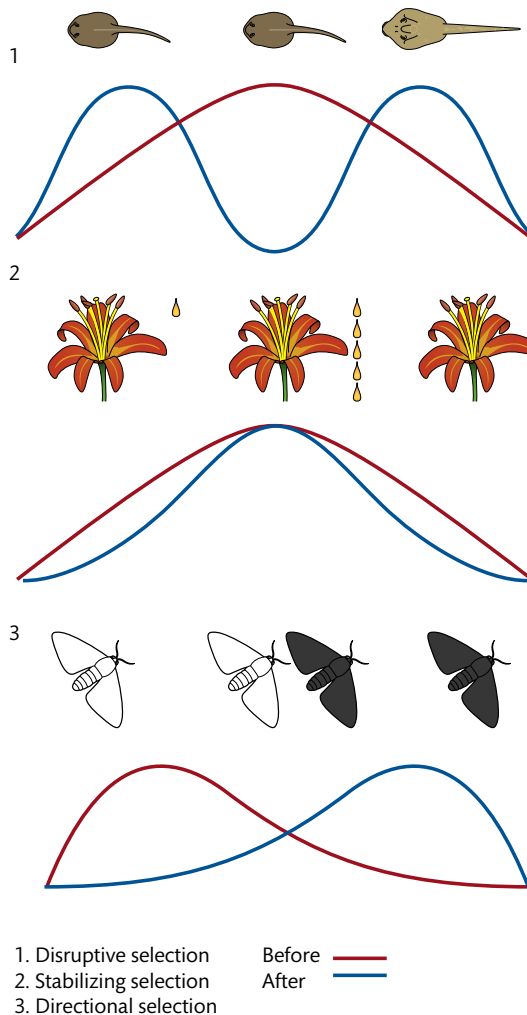 1
2
3
1. Disruptive selection
2. Stabilizing selection
3. Directional selection
Before
After